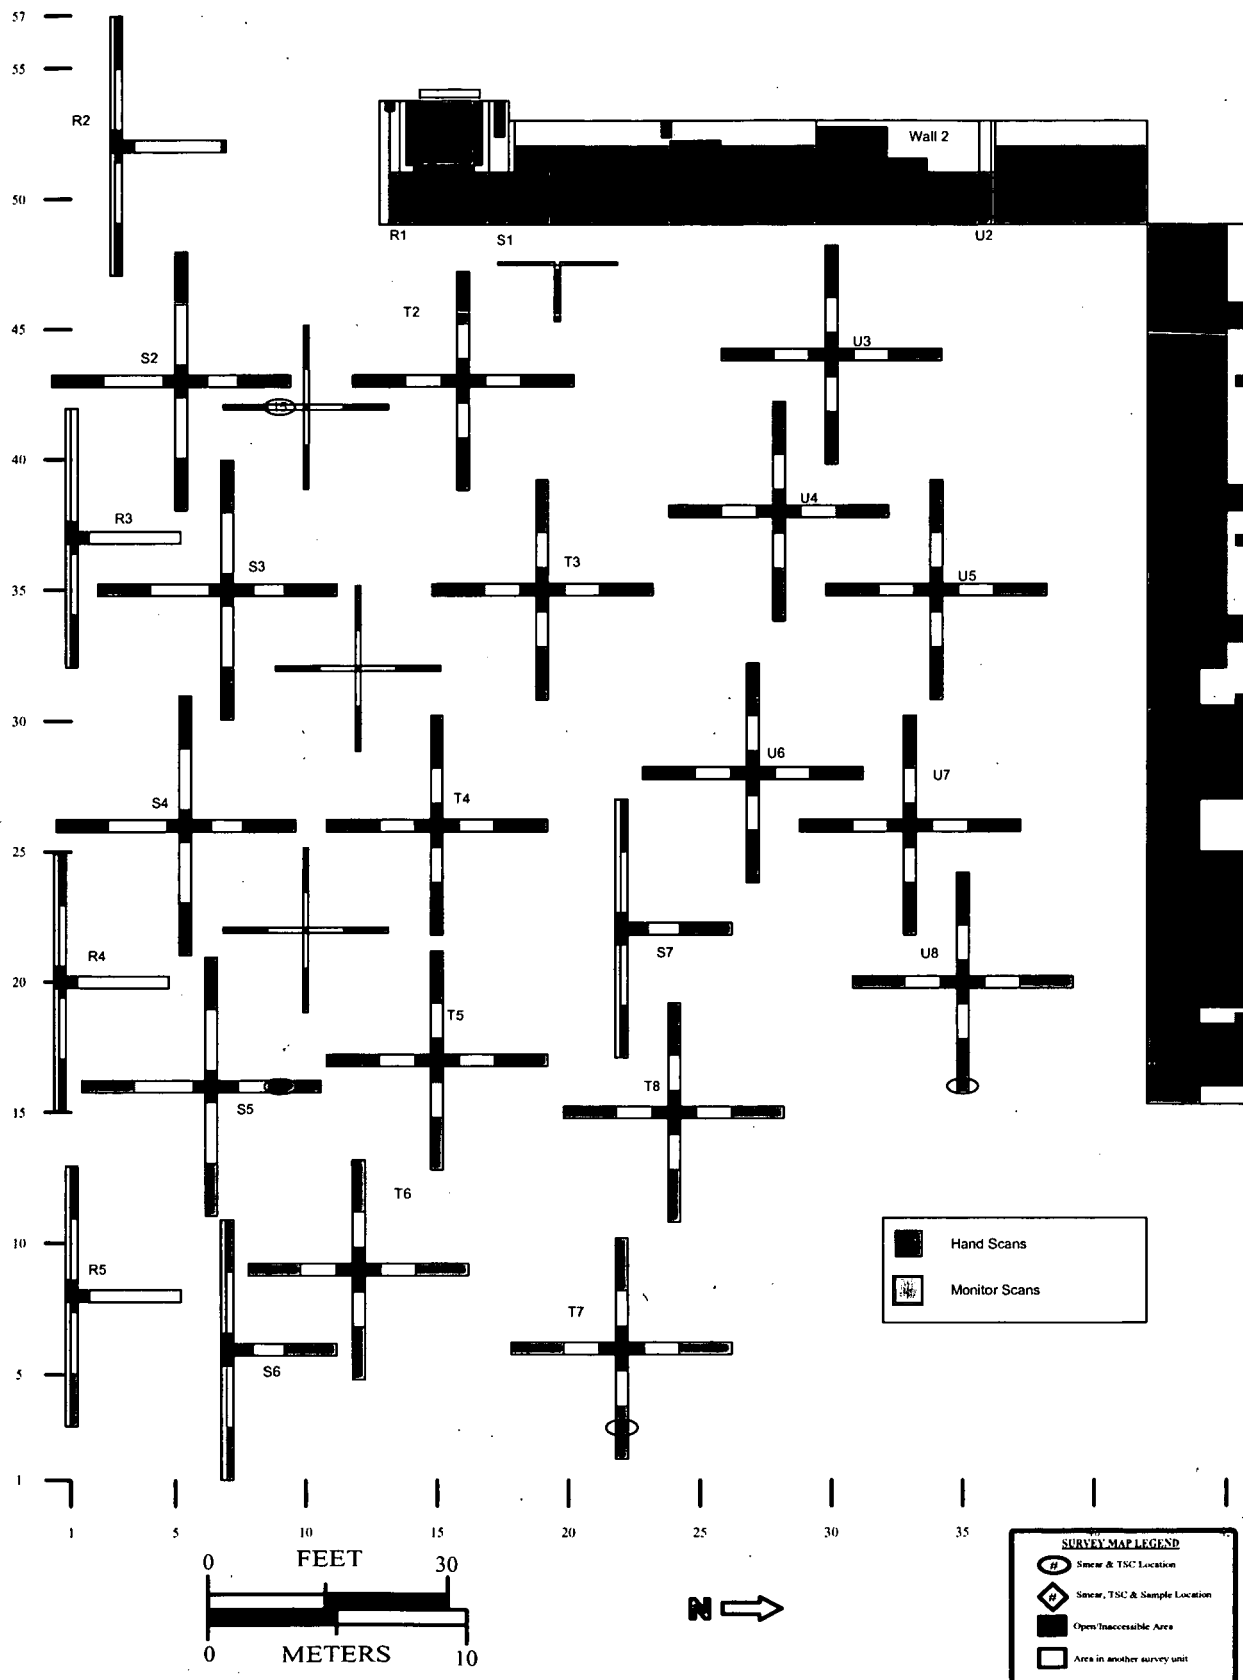 57
55
R2
Wall 2
50
R1
S1
U2
45
T2
U3
S2
15
40
U4
R3
S3
T3
U5
35
30
U6
U7
S4
T4
25
R4
S7
U8
20
T5
T8
S5
15
T6
Hand Scans
10
R5
Monitor Scans
T7
S6
5
1
1 5 10 15 20 25 30 35
SURVEY MAP LEGEND
# Smear & TSC Location
# Smear, TSC & Sample Location
Open/Inaccessible Area
Area in another survey unit
0 FEET 30
0 METERS 10
N